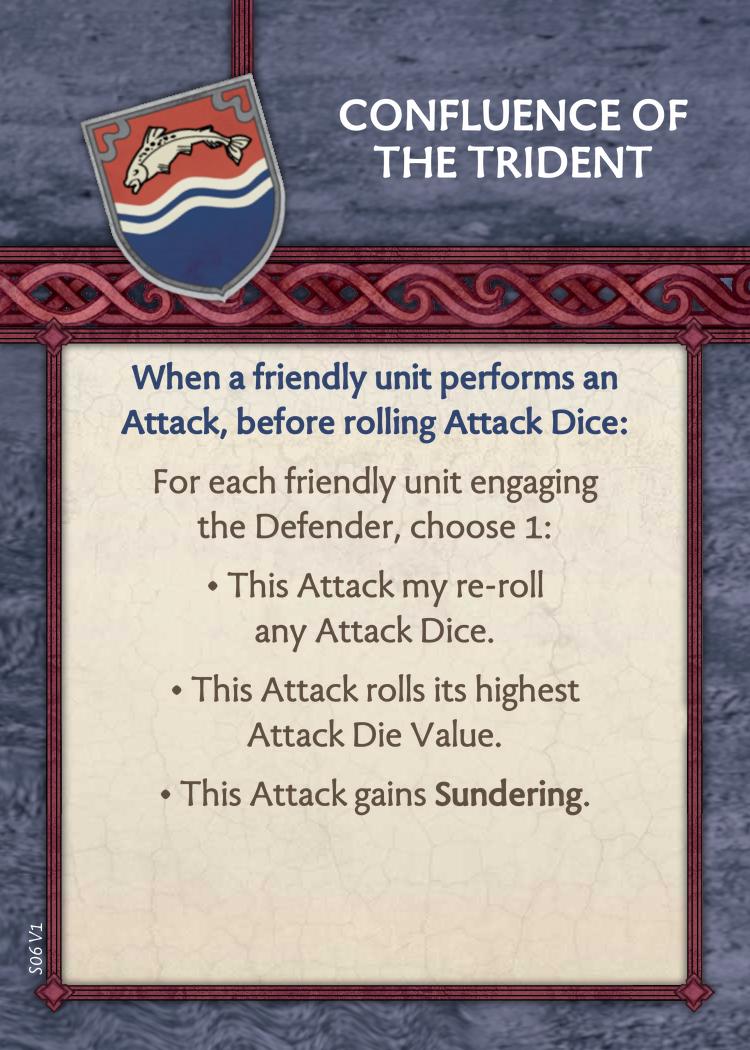 CONFLUENCE OF
THE TRIDENT
When a friendly unit performs an
Attack, before rolling Attack Dice:
For each friendly unit engaging
the Defender, choose 1:
• This Attack my re-roll
any Attack Dice.
• This Attack rolls its highest
Attack Die Value.
• This Attack gains Sundering.
S06 V1